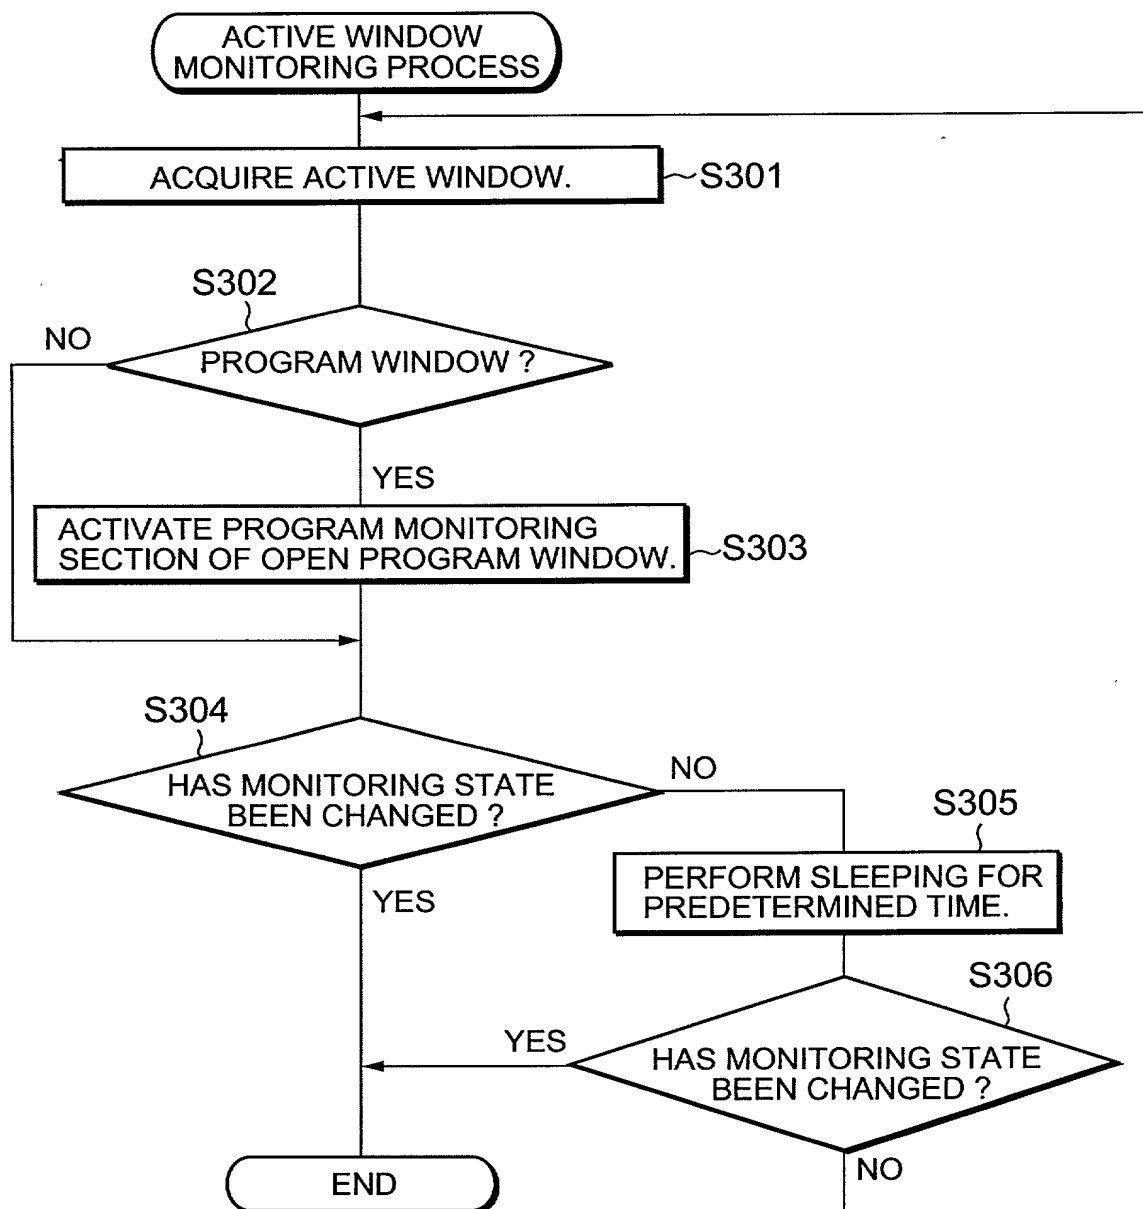 ACTIVE WINDOW
MONITORING PROCESS
ACQUIRE ACTIVE WINDOW.
S301
S302
NO
PROGRAM WINDOW ?
YES
ACTIVATE PROGRAM MONITORING
SECTION OF OPEN PROGRAM WINDOW.
S303
S304
HAS MONITORING STATE
BEEN CHANGED ?
NO
YES
S305
PERFORM SLEEPING FOR
PREDETERMINED TIME.
S306
YES
HAS MONITORING STATE
BEEN CHANGED ?
NO
END